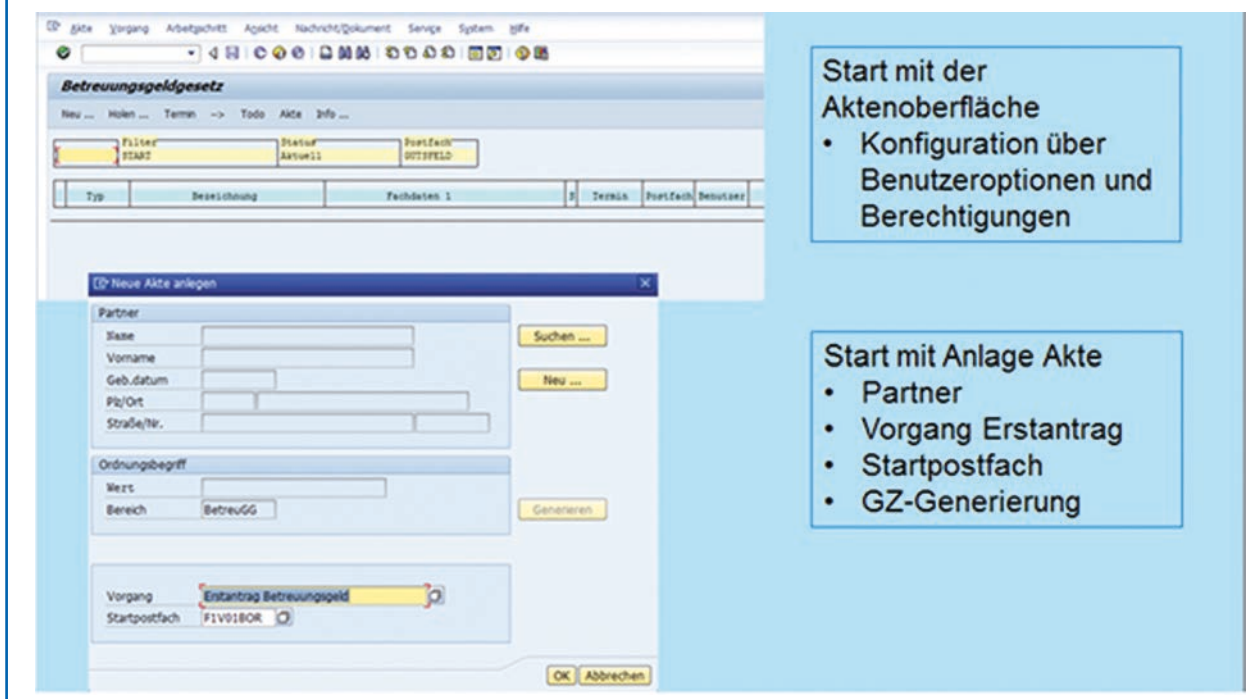 Akte Vorgang Arbeitsschritt Ansicht Nachricht/Dokument Service System Hilfe
Betreuungsgeldgesetz
Neu ... Holen ... Termin -> Todo Akte Info ...
Filter Status Postfach
START Aktuell GUTSFELD
Typ Bezeichnung Fachdaten 1 S Termin Postfach Benutzer
Neue Akte anlegen
Partner
Name
Suchen ...
Vorname
Geb.datum
Neu ...
Plz/Ort
Straße/Nr.
Ordnungsbegriff
Wert
Bereich BetreuGG
Generieren
Vorgang Erstantrag Betreuungsgeld
Startpostfach F1V01BOR
OK Abbrechen
Start mit der
Aktenoberfläche
• Konfiguration über
Benutzeroptionen und
Berechtigungen
Start mit Anlage Akte
• Partner
• Vorgang Erstantrag
• Startpostfach
• GZ-Generierung